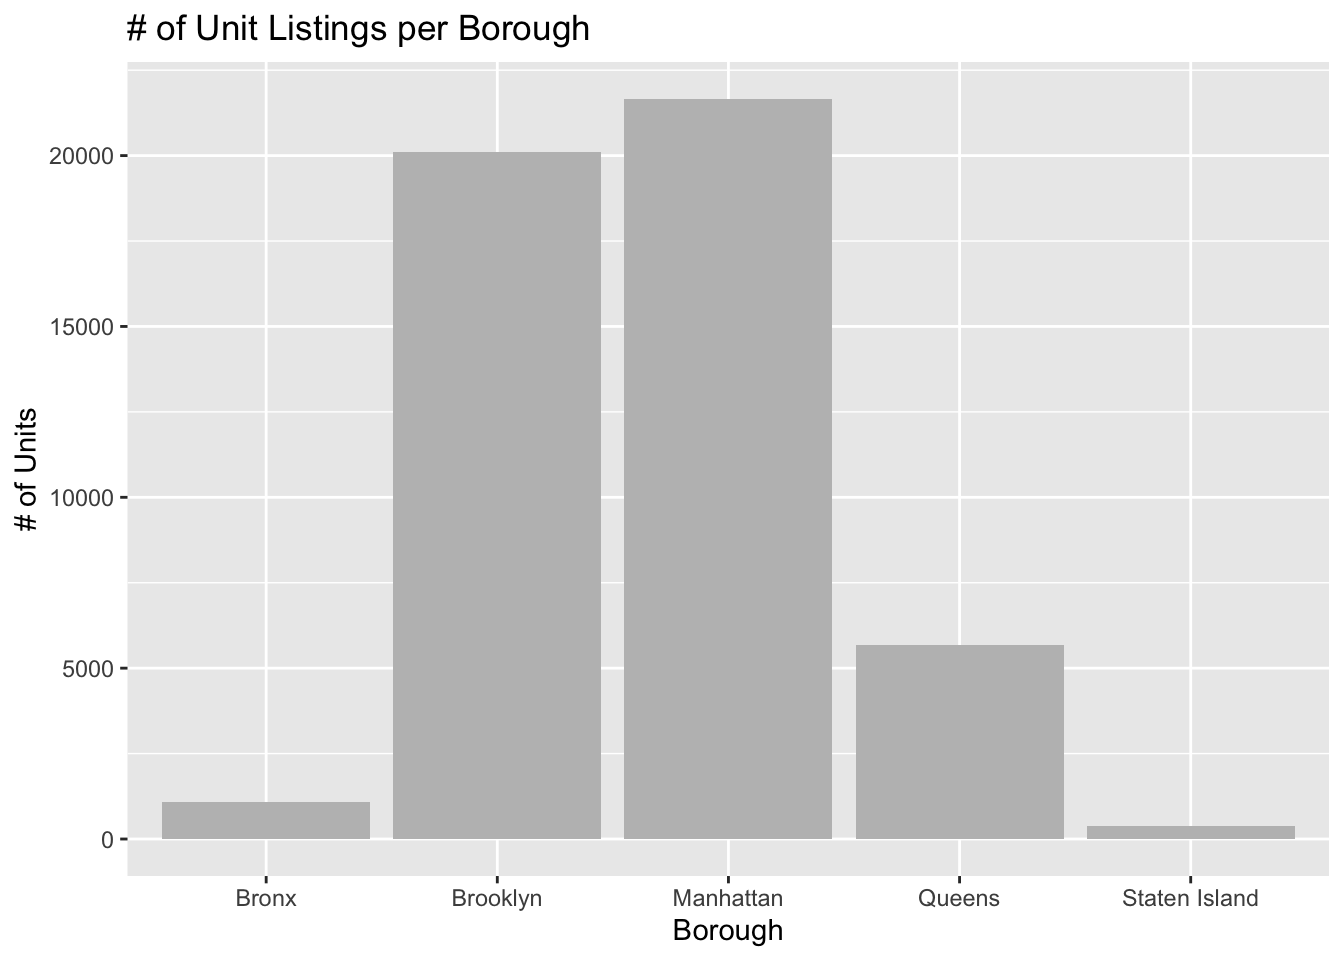 # of Unit Listings per Borough
# of Units
20000
15000
10000
5000
0
Bronx Brooklyn Manhattan Queens Staten Island
Borough